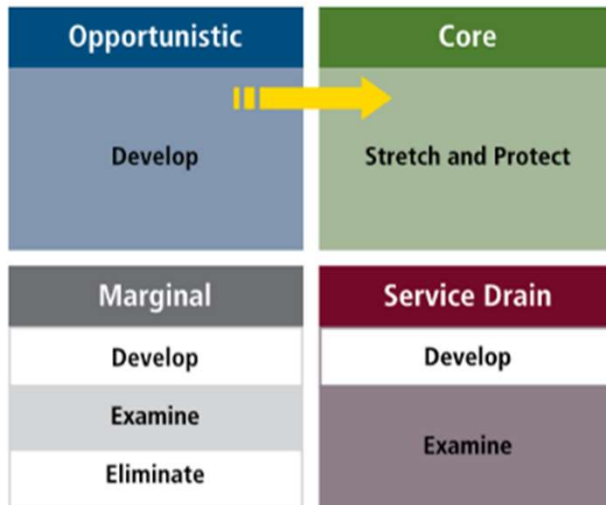 Opportunistic
Develop
Core
Stretch and Protect
Marginal
Develop
Examine
Eliminate
Service Drain
Develop
Examine